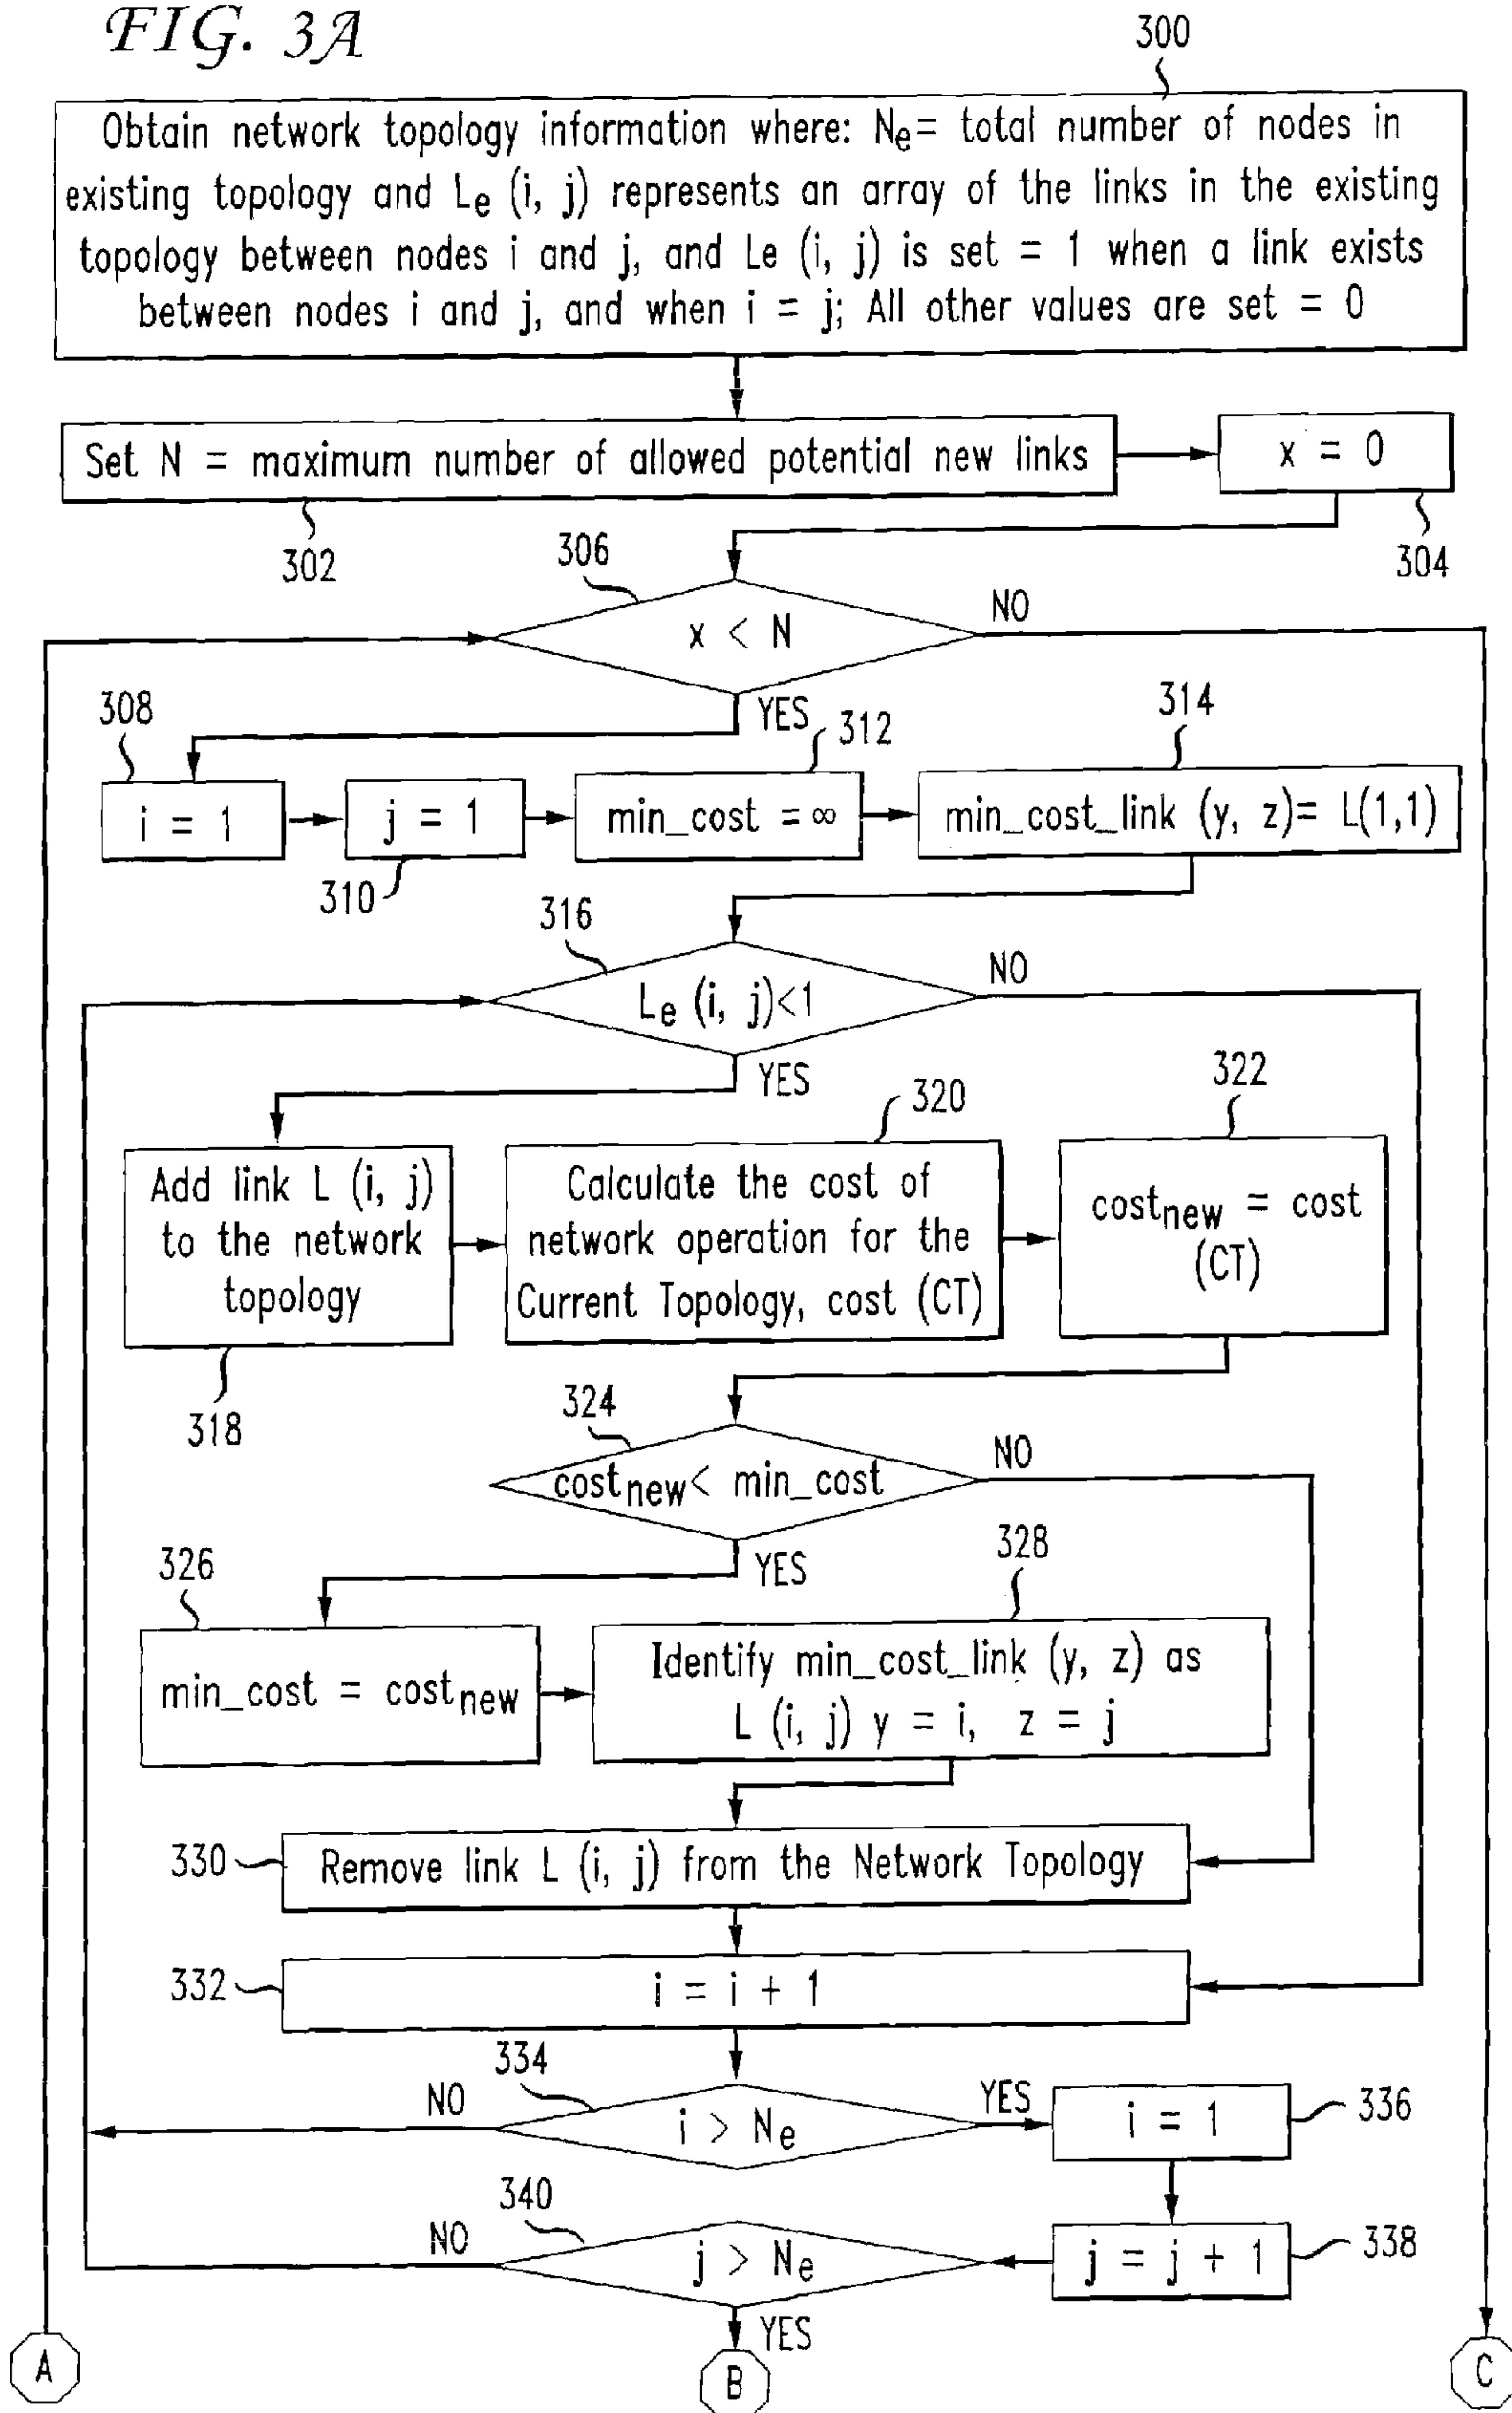 FIG. 3A
300
Obtain network topology information where: Ne= total number of nodes in
existing topology and Le (i, j) represents an array of the links in the existing
topology between nodes i and j, and Le (i, j) is set = 1 when a link exists
between nodes i and j, and when i = j; All other values are set = 0
Set N = maximum number of allowed potential new links
x = 0
302
304
306
x < N
NO
YES
308
i = 1
j = 1
310
312
min_cost = ∞
314
min_cost_link (y, z)= L(1,1)
316
Le (i, j)<1
NO
YES
Add link L (i, j)
to the network
topology
318
320
Calculate the cost of
network operation for the
Current Topology, cost (CT)
322
costnew = cost
(CT)
324
costnew< min_cost
NO
YES
326
min_cost = costnew
328
Identify min_cost_link (y, z) as
L (i, j) y = i, z = j
330
Remove link L (i, j) from the Network Topology
332
i = i + 1
334
NO
i > Ne
YES
i = 1
336
340
NO
j > Ne
j = j + 1
338
YES
A
B
C